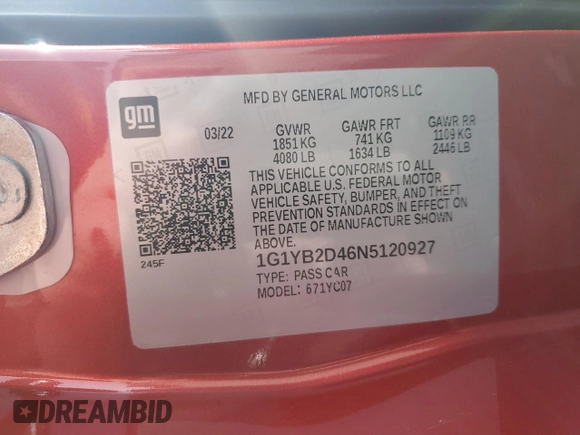 gm
MFD BY GENERAL MOTORS LLC
03/22
GVWR GAWR FRT GAWR RR
1851 KG 741 KG 1109 KG
4080 LB 1634 LB 2446 LB
THIS VEHICLE CONFORMS TO ALL
APPLICABLE U.S. FEDERAL MOTOR
VEHICLE SAFETY, BUMPER, AND THEFT
PREVENTION STANDARDS IN EFFECT ON
THE DATE OF MANUFACTURE SHOWN
ABOVE.
245F
1G1YB2D46N5120927
TYPE: PASS CAR
MODEL: 671YC07
DREAMBID